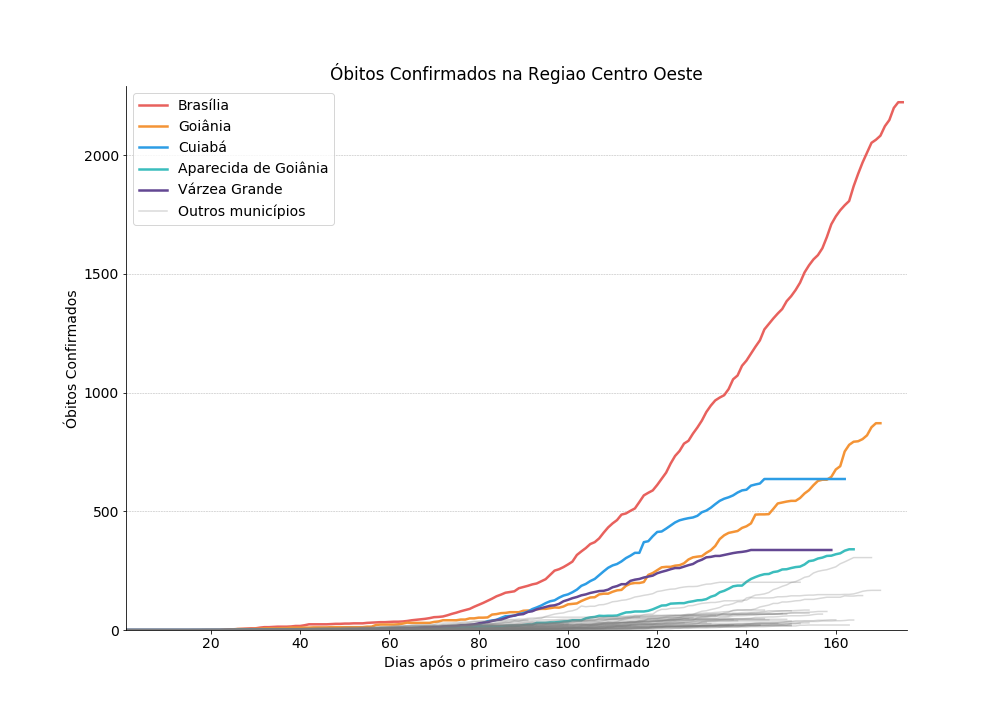 Óbitos Confirmados na Regiao Centro Oeste
Brasília
Goiânia
Cuiabá
Aparecida de Goiânia
Várzea Grande
Outros municípios
2000
1500
1000
500
0
Óbitos Confirmados
20 40 60 80 100 120 140 160
Dias após o primeiro caso confirmado